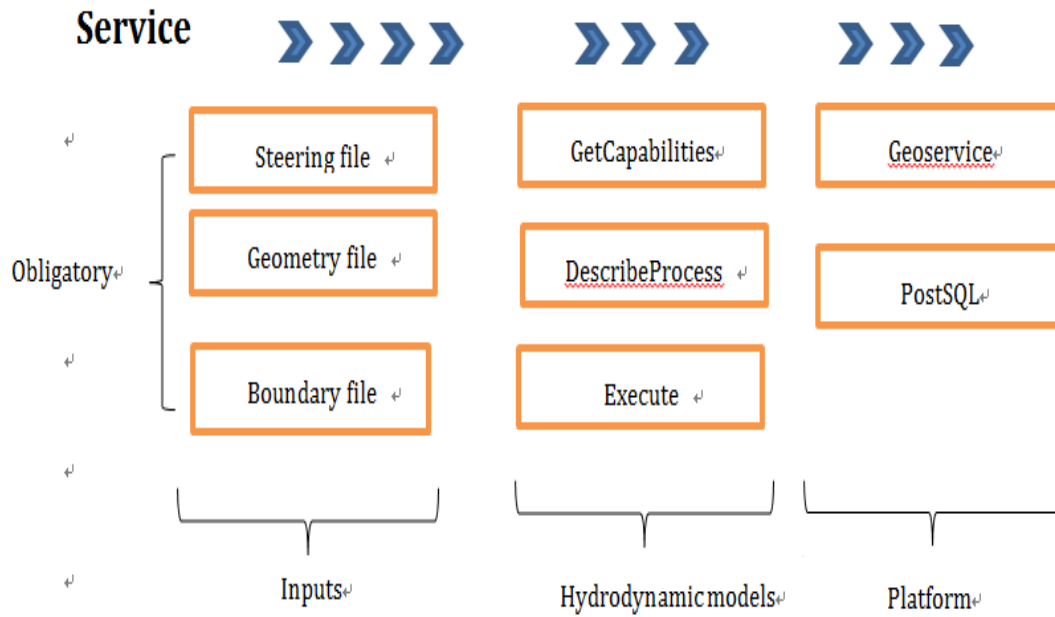 Service
Obligatory
Steering file
Geometry file
Boundary file
Inputs
GetCapabilities
DescribeProcess
Execute
Hydrodynamic models
Geoservice
PostSQL
Platform